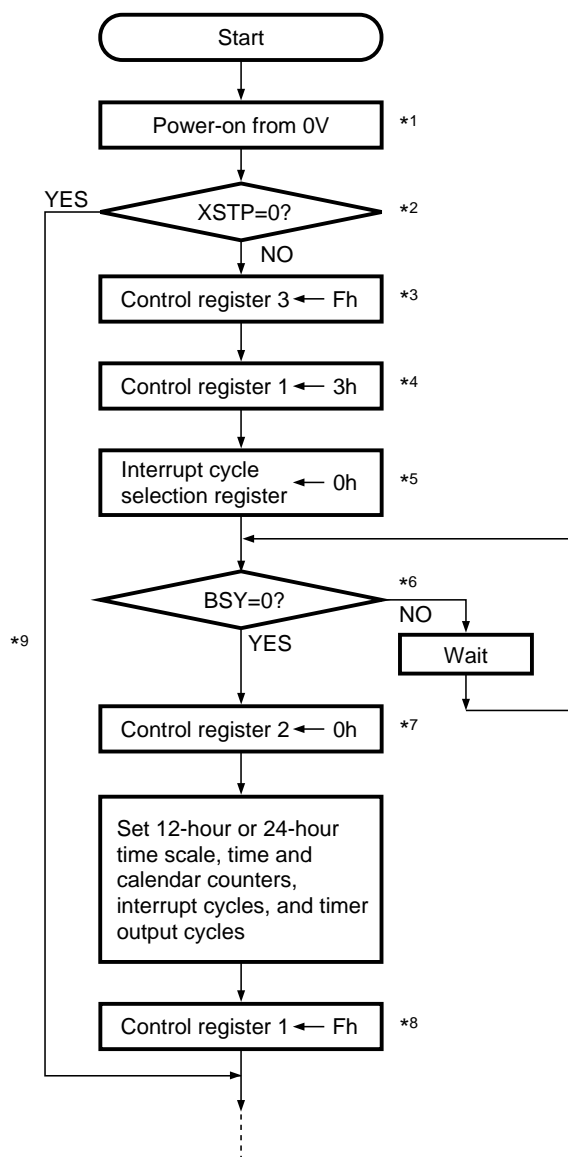 Start
Power-on from 0V
*1
YES
XSTP=0?
*2
NO
Control register 3 ← Fh
*3
Control register 1 ← 3h
*4
Interrupt cycle
selection register ← 0h
*5
BSY=0?
*6
NO
YES
*9
Wait
Control register 2 ← 0h
*7
Set 12-hour or 24-hour
time scale, time and
calendar counters,
interrupt cycles, and timer
output cycles
Control register 1 ← Fh
*8